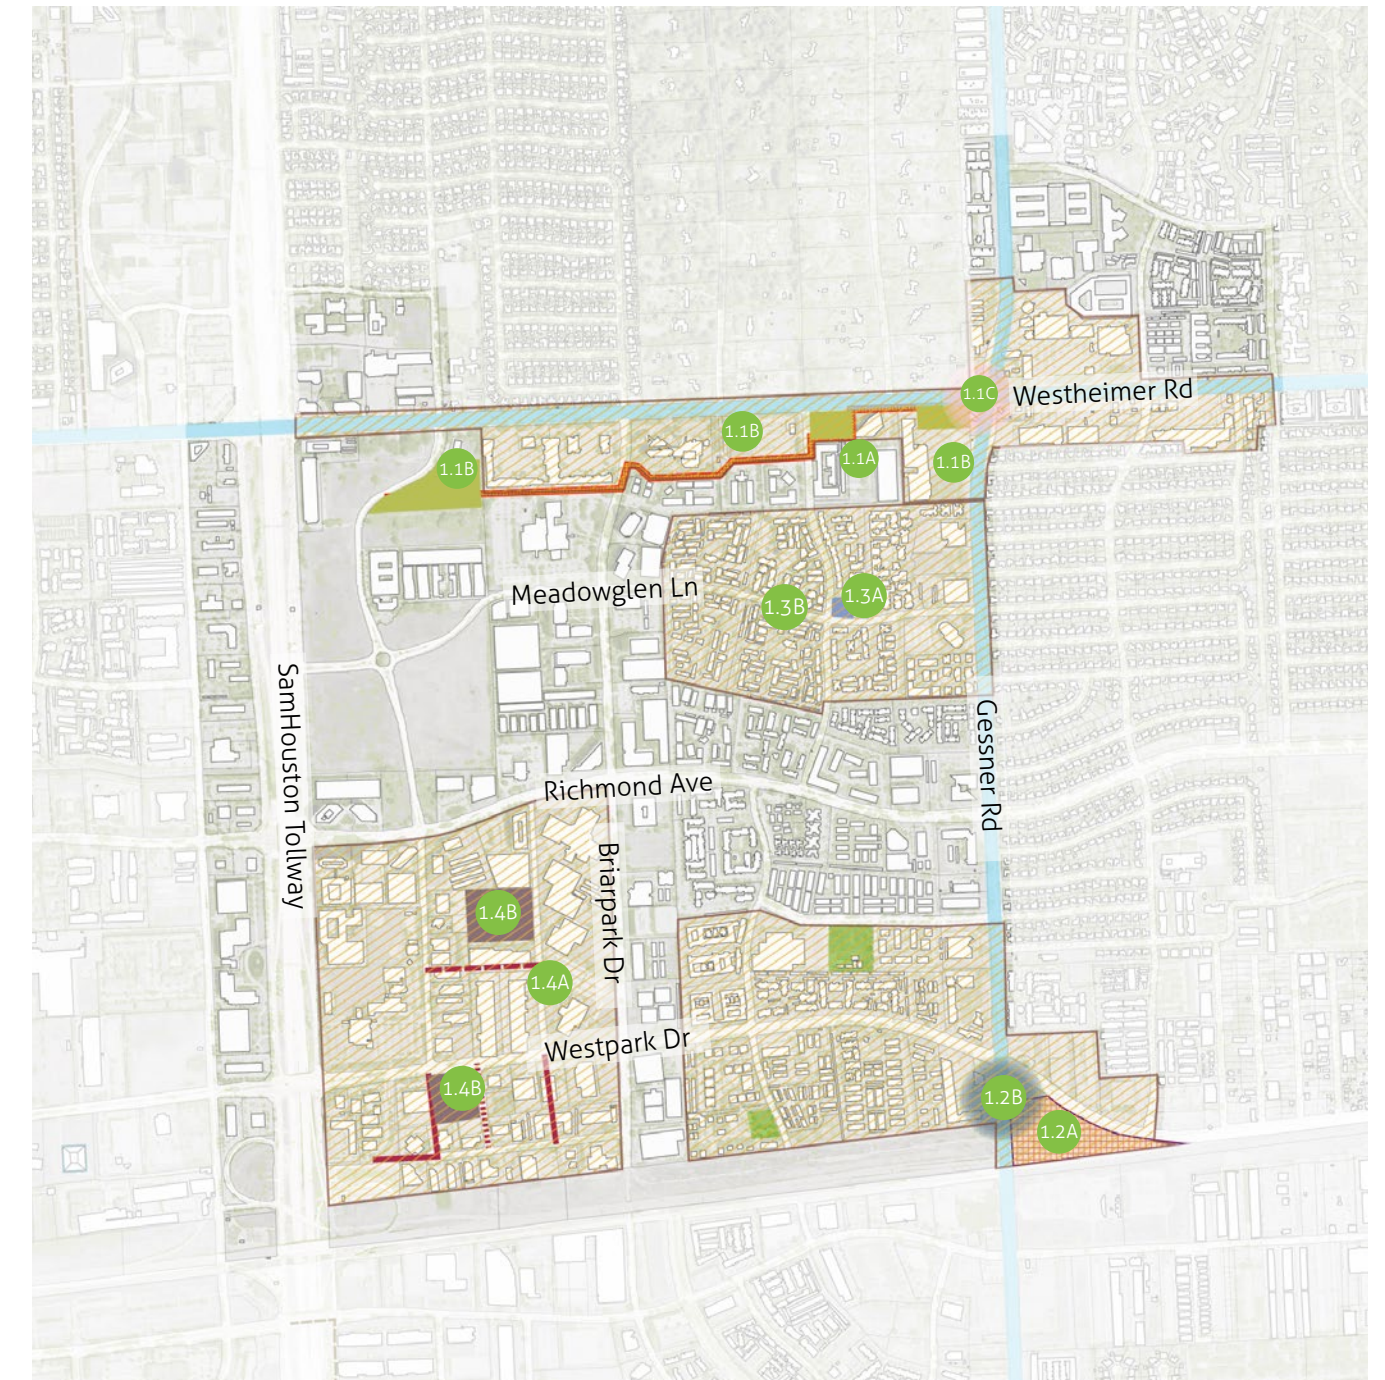 1.1C
Westheimer Rd
1.1B
1.1A
1.1B
1.1B
Meadowglen Ln
1.3B
1.3A
SamHouston Tollway
Gessner Rd
Richmond Ave
Briarpark Dr
1.4B
1.4A
Westpark Dr
1.4B
1.2B
1.2A